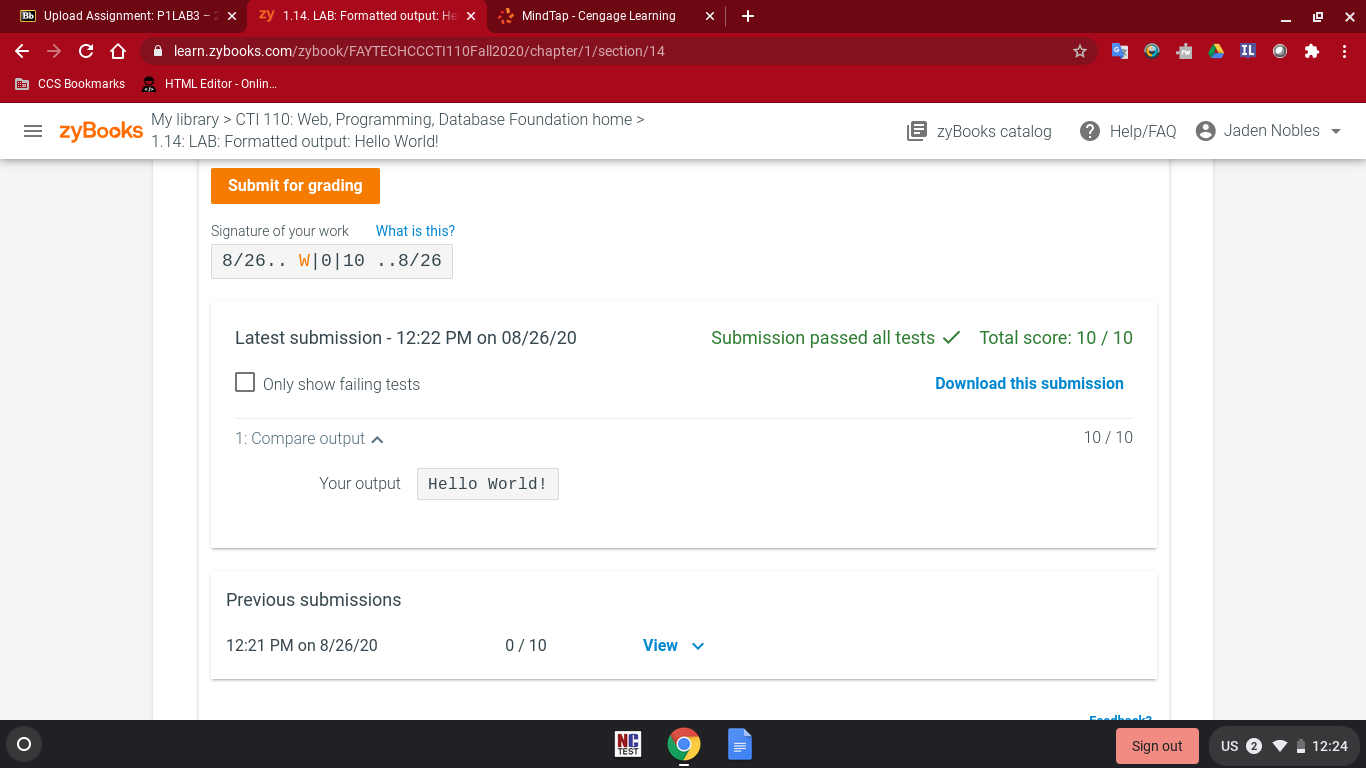 Bb Upload Assignment: P1LAB3 – 2
zy 1.14. LAB: Formatted output: He
MindTap - Cengage Learning
learn.zybooks.com/zybook/FAYTECHCCCTI110Fall2020/chapter/1/section/14
CCS Bookmarks
HTML Editor - Onlin...
zyBooks
My library > CTI 110: Web, Programming, Database Foundation home >
1.14: LAB: Formatted output: Hello World!
zyBooks catalog
Help/FAQ
Jaden Nobles
Submit for grading
Signature of your work What is this?
8/26.. W|0|10 ..8/26
Latest submission - 12:22 PM on 08/26/20
Submission passed all tests Total score: 10 / 10
Only show failing tests
Download this submission
1: Compare output
10 / 10
Your output Hello World!
Previous submissions
12:21 PM on 8/26/20 0 / 10 View
Feedback?
NC
TEST
Sign out
US 2 12:24